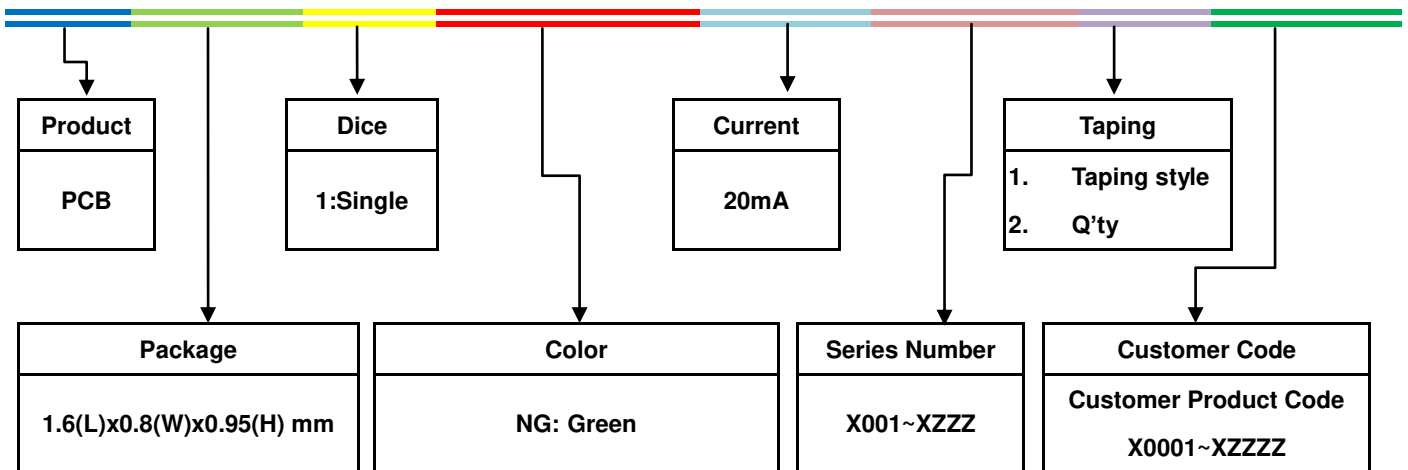 Product
PCB
Dice
1:Single
Current
20mA
Taping
1. Taping style
2. Q’ty
Package
1.6(L)x0.8(W)x0.95(H) mm
Color
NG: Green
Series Number
X001~XZZZ
Customer Code
Customer Product Code
X0001~XZZZZ